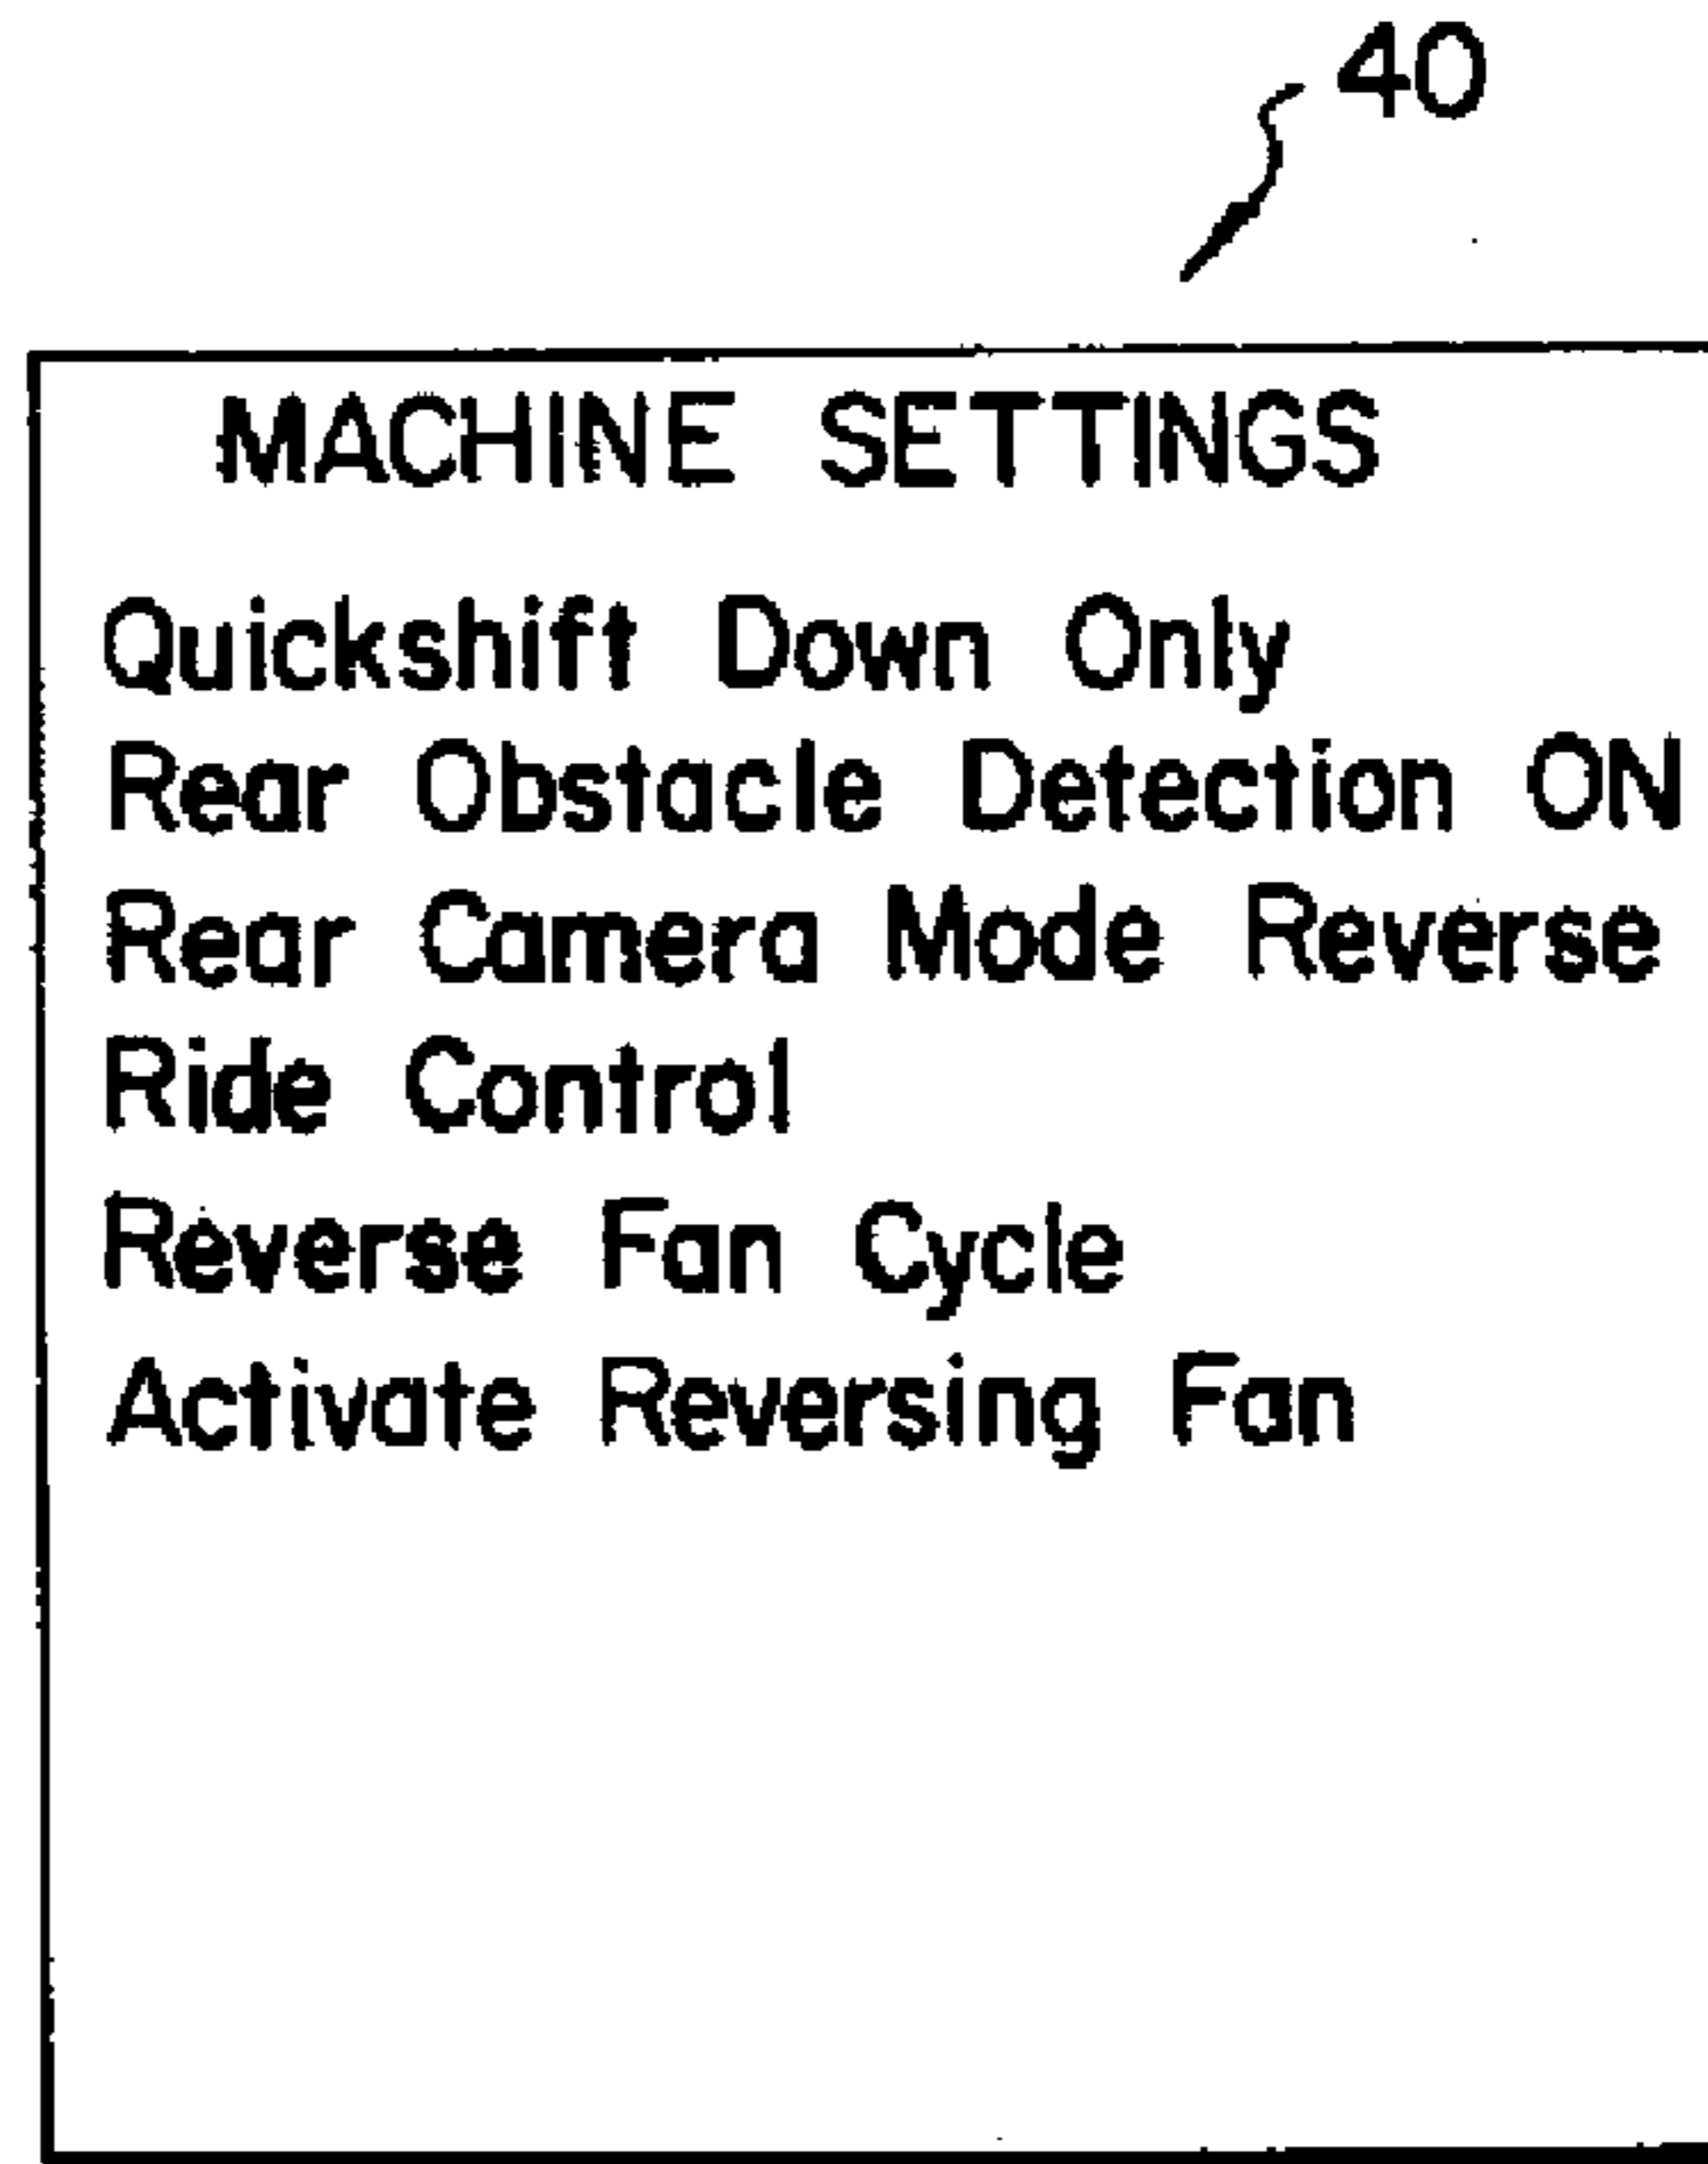 40
MACHINE SETTINGS
Quickshift Down Only
Rear Obstacle Detection ON
Rear Camera Mode Reverse
Ride Control
Reverse Fan Cycle
Activate Reversing Fan